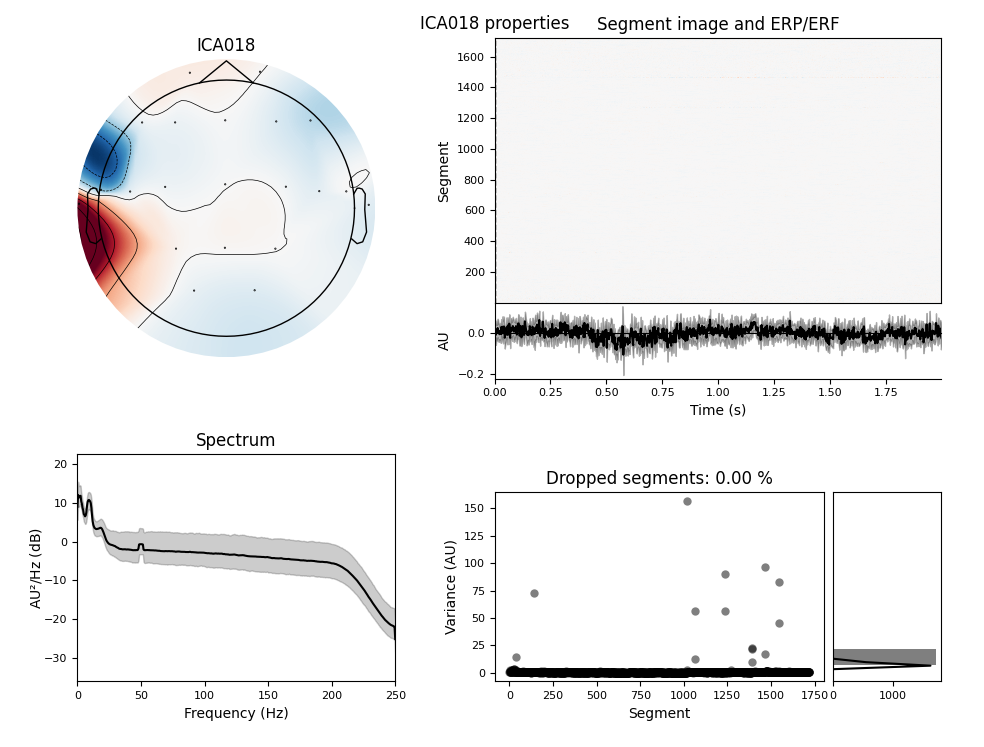 ICA018 properties
ICA018
Segment image and ERP/ERF
1600
1400
1200
1000
800
600
400
200
Segment
0.0
−0.2
AU
0.00 0.25 0.50 0.75 1.00 1.25 1.50 1.75
Time (s)
Spectrum
20
10
0
−10
−20
−30
AU²/Hz (dB)
0 50 100 150 200 250
Frequency (Hz)
Dropped segments: 0.00 %
150
125
100
75
50
25
0
Variance (AU)
0 250 500 750 1000 1250 1500 1750
Segment
0 1000